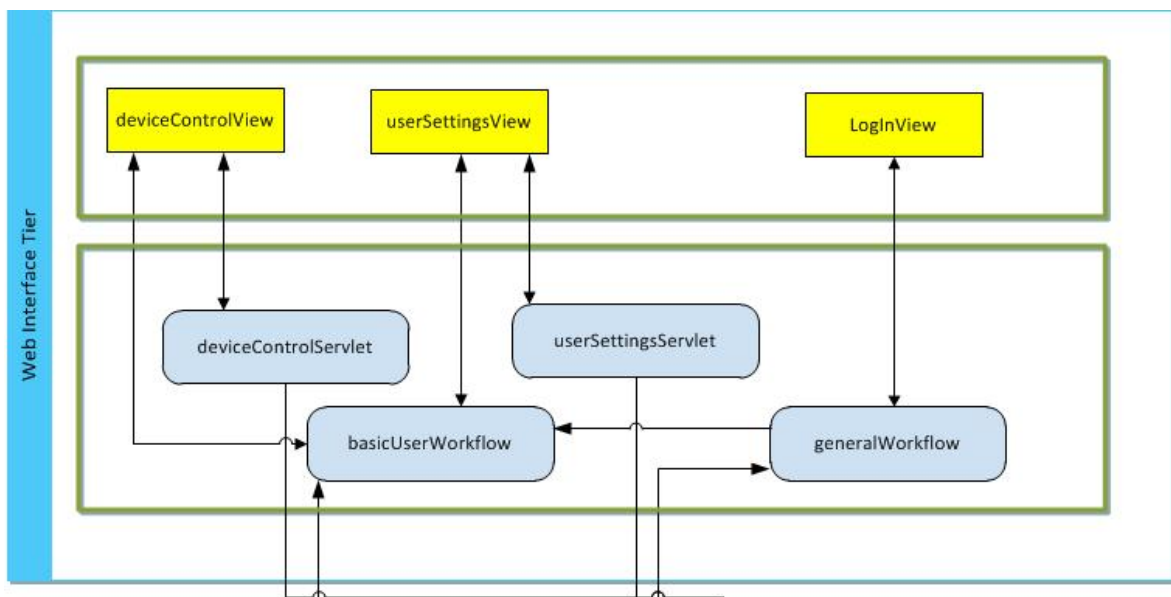 Web Interface Tier
deviceControlView
userSettingsView
LogInView
deviceControlServlet
userSettingsServlet
basicUserWorkflow
generalWorkflow